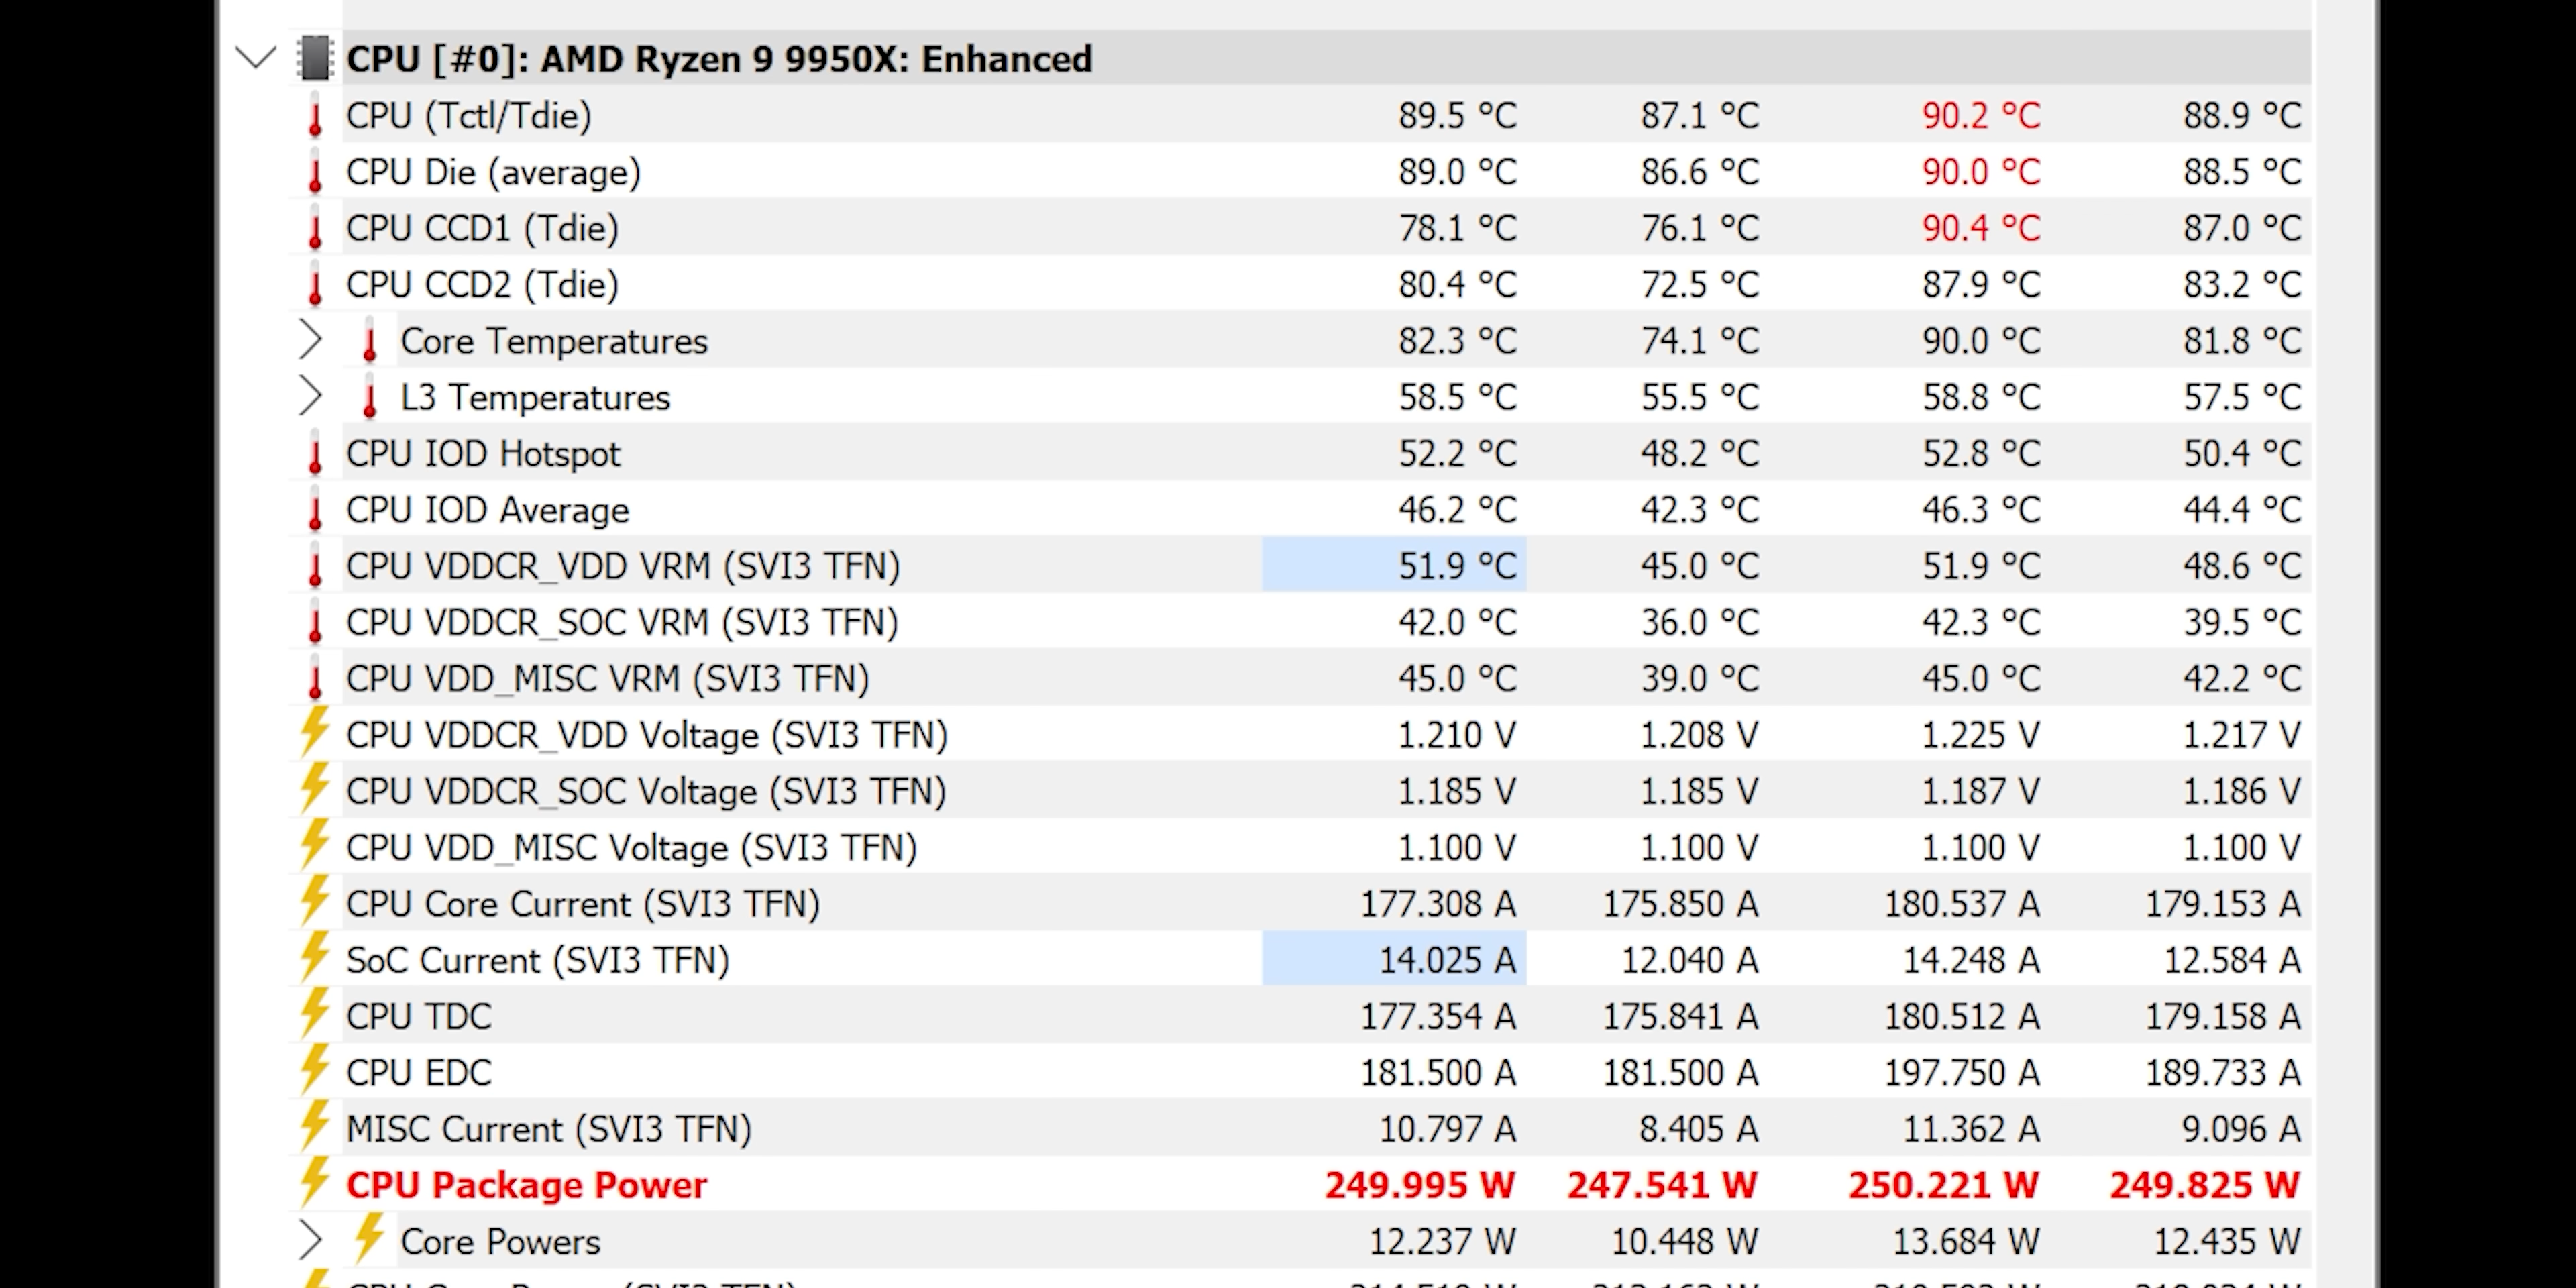 CPU [#0]: AMD Ryzen 9 9950X: Enhanced
CPU (Tctl/Tdie) 89.5 °C 87.1 °C 90.2 °C 88.9 °C
CPU Die (average) 89.0 °C 86.6 °C 90.0 °C 88.5 °C
CPU CCD1 (Tdie) 78.1 °C 76.1 °C 90.4 °C 87.0 °C
CPU CCD2 (Tdie) 80.4 °C 72.5 °C 87.9 °C 83.2 °C
Core Temperatures 82.3 °C 74.1 °C 90.0 °C 81.8 °C
L3 Temperatures 58.5 °C 55.5 °C 58.8 °C 57.5 °C
CPU IOD Hotspot 52.2 °C 48.2 °C 52.8 °C 50.4 °C
CPU IOD Average 46.2 °C 42.3 °C 46.3 °C 44.4 °C
CPU VDDCR_VDD VRM (SVI3 TFN) 51.9 °C 45.0 °C 51.9 °C 48.6 °C
CPU VDDCR_SOC VRM (SVI3 TFN) 42.0 °C 36.0 °C 42.3 °C 39.5 °C
CPU VDD_MISC VRM (SVI3 TFN) 45.0 °C 39.0 °C 45.0 °C 42.2 °C
CPU VDDCR_VDD Voltage (SVI3 TFN) 1.210 V 1.208 V 1.225 V 1.217 V
CPU VDDCR_SOC Voltage (SVI3 TFN) 1.185 V 1.185 V 1.187 V 1.186 V
CPU VDD_MISC Voltage (SVI3 TFN) 1.100 V 1.100 V 1.100 V 1.100 V
CPU Core Current (SVI3 TFN) 177.308 A 175.850 A 180.537 A 179.153 A
SoC Current (SVI3 TFN) 14.025 A 12.040 A 14.248 A 12.584 A
CPU TDC 177.354 A 175.841 A 180.512 A 179.158 A
CPU EDC 181.500 A 181.500 A 197.750 A 189.733 A
MISC Current (SVI3 TFN) 10.797 A 8.405 A 11.362 A 9.096 A
CPU Package Power 249.995 W 247.541 W 250.221 W 249.825 W
Core Powers 12.237 W 10.448 W 13.684 W 12.435 W